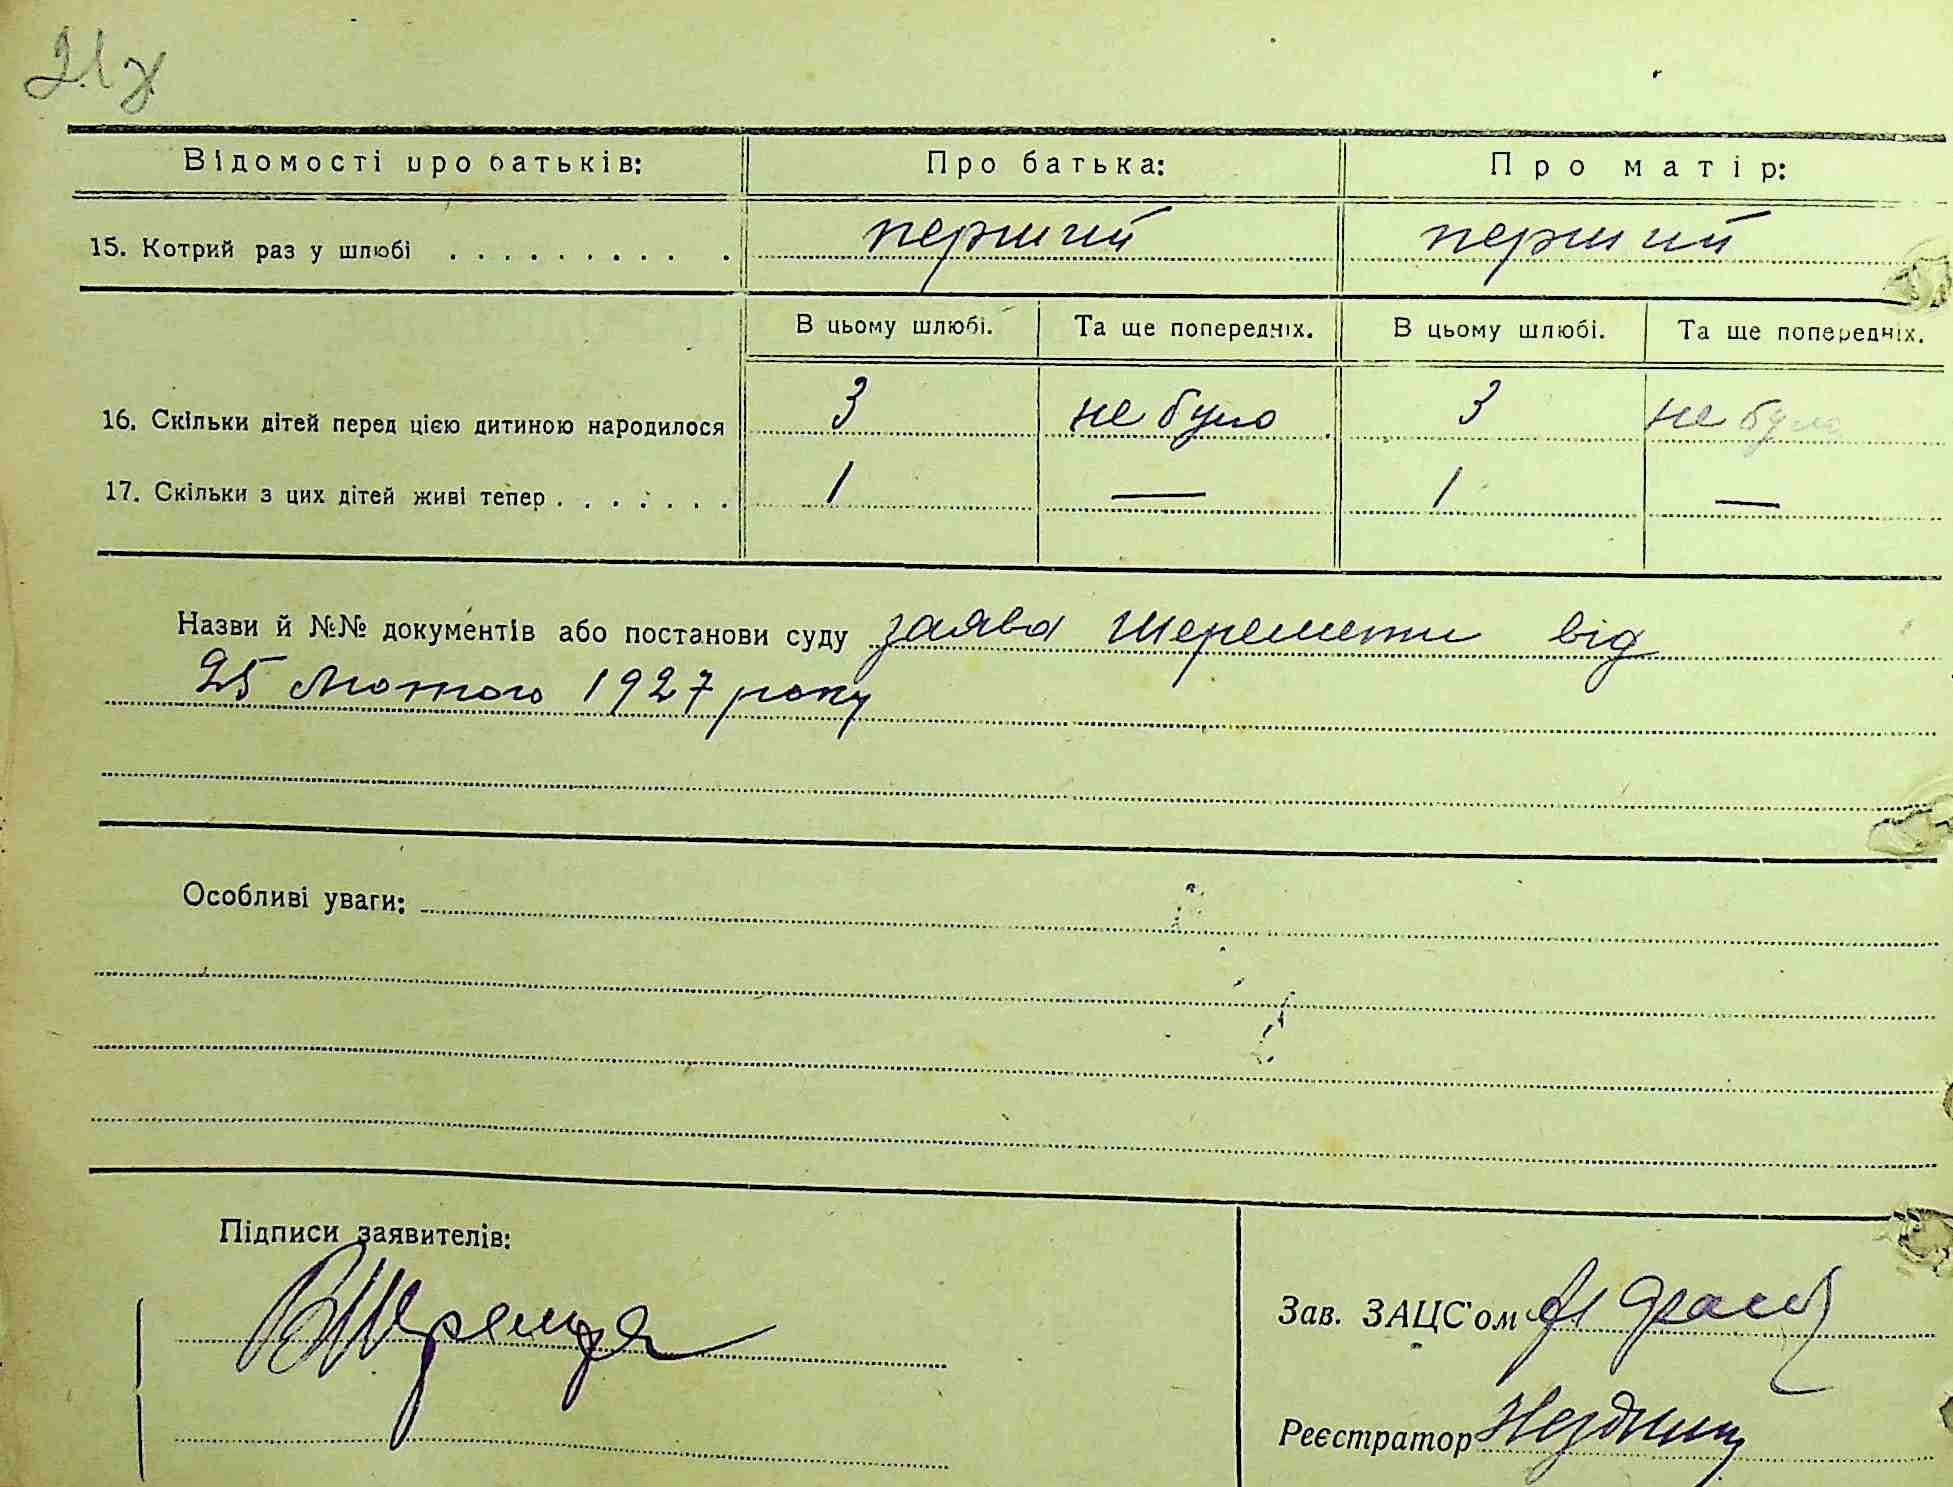 Відомості про батьків: Про батька: Про матір:
15. Котрий раз у шлюбі . . . . . . . . . . . перший перший
В цьому шлюбі. Та ще попередніх. В цьому шлюбі. Та ще попередніх.
16. Скільки дітей перед цією дитиною народилося 3 не було 3 не було
17. Скільки з цих дітей живі тепер . . . . . . . 1 — 1 —
Назви й №№ документів або постанови суду заява Шеремети від
25 Лютого 1927 року
Особливі уваги:
Підписи заявителів:
Зав. ЗАЦС'ом
Реєстратор